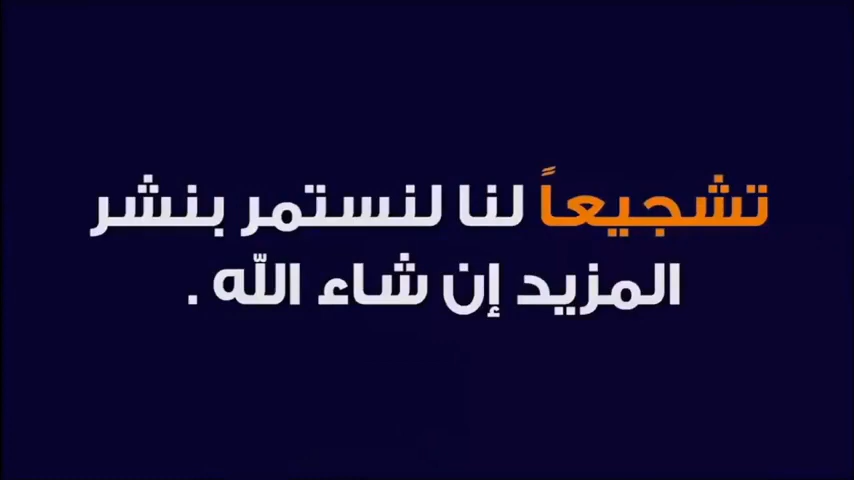 تشجيعاً لنا لنستمر بنشر
المزيد إن شاء الله .